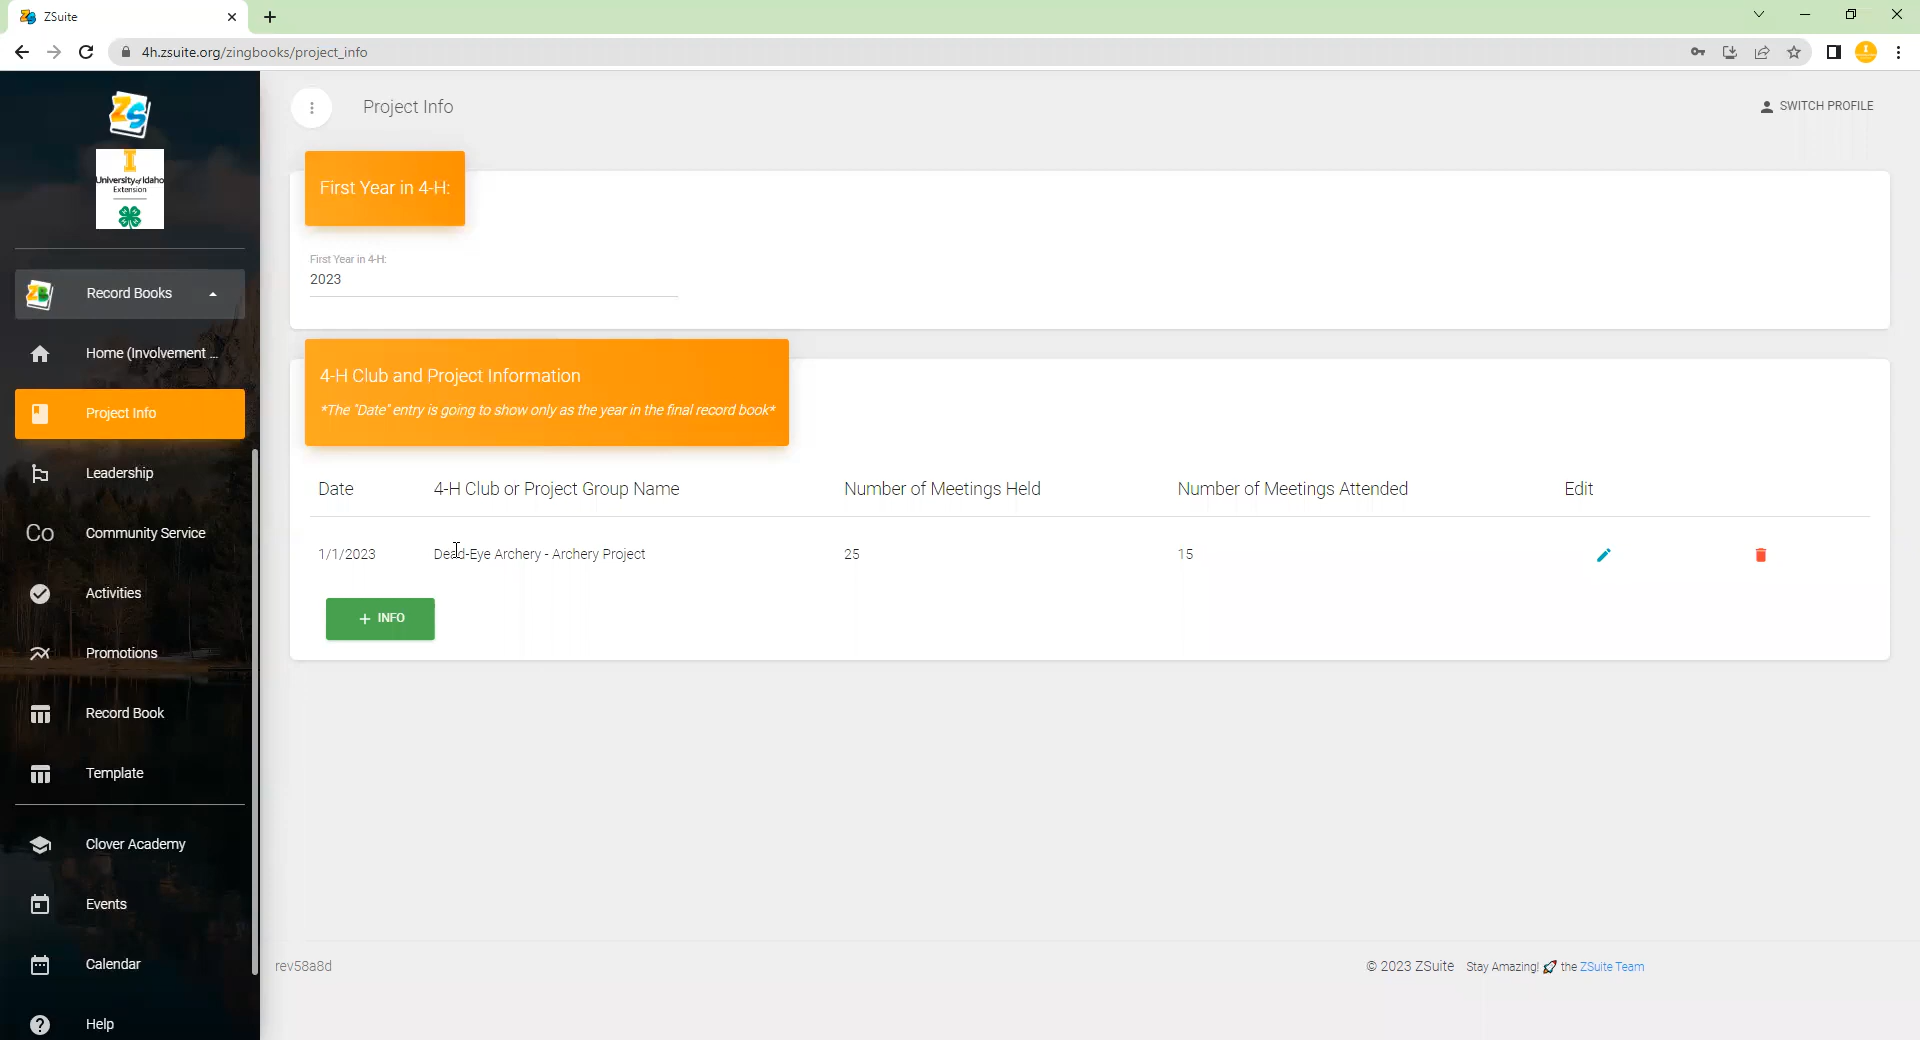 ZSuite
4h.zsuite.org/zingbooks/project_info
Project Info
SWITCH PROFILE
University of Idaho
Extension
First Year in 4-H:
First Year in 4-H:
2023
Record Books
Home (Involvement ...
Project Info
Leadership
Co Community Service
Activities
Promotions
Record Book
Template
Clover Academy
Events
Calendar
Help
4-H Club and Project Information
*The "Date" entry is going to show only as the year in the final record book*
Date 4-H Club or Project Group Name Number of Meetings Held Number of Meetings Attended Edit
1/1/2023 Dead-Eye Archery - Archery Project 25 15
+ INFO
rev58a8d
© 2023 ZSuite Stay Amazing! 🚀 the ZSuite Team